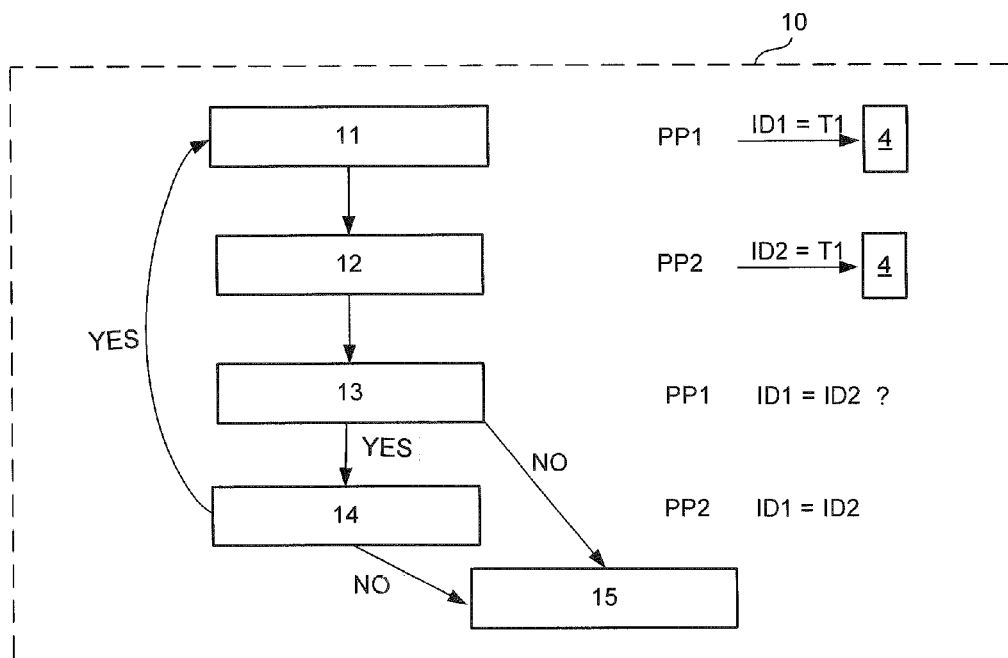 10
11
PP1 ID1 = T1 4
12
PP2 ID2 = T1 4
YES
13
PP1 ID1 = ID2 ?
YES
NO
14
PP2 ID1 = ID2
NO
15